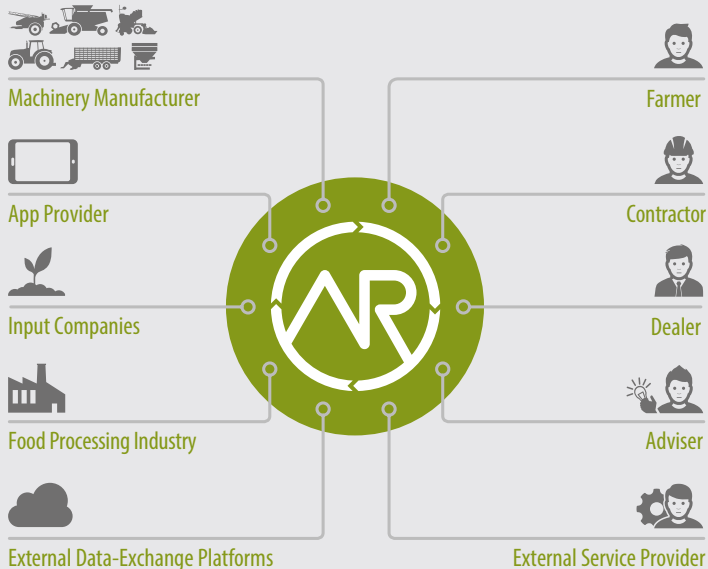 Machinery Manufacturer
Farmer
App Provider
Contractor
Input Companies
Dealer
Food Processing Industry
Adviser
External Data-Exchange Platforms
External Service Provider
AR